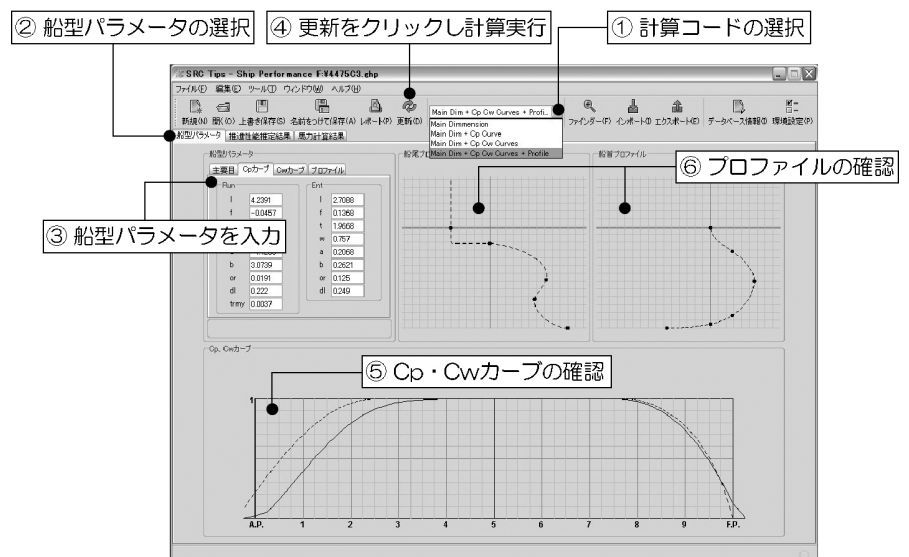 ② 船型パラメータの選択
④ 更新をクリックし計算実行
① 計算コードの選択
SRC Tips - Ship Performance F:¥4475C3.ghp
ファイル(F) 編集(E) ツール(T) ウィンドウ(W) ヘルプ(H)
新規(N) 開く(O) 上書き保存(S) 名前をつけて保存(A) レポート(P) 更新(D)
Main Dim + Cp Cw Curves + Profi...
ファインダー(F) インポート(I) エクスポート(E) データベース情報(I) 環境設定(P)
Main Dimmension
Main Dim + Cp Curve
Main Dim + Cp Cw Curves
Main Dim + Cp Cw Curves + Profile
船型パラメータ 推進性能推定結果 馬力計算結果
船型パラメータ
主要目 Cpカーブ Cwカーブ プロファイル
Run
l 4.2391
f -0.0457
b 3.0739
or 0.0191
dl 0.222
trmy 0.0037
Ent
l 2.7088
f 0.1368
t 1.9668
w 0.757
a 0.2068
b 0.2621
or 0.125
dl 0.249
③ 船型パラメータを入力
船尾プ
船首プロファイル
⑥ プロファイルの確認
Cp、Cwカーブ
⑤ Cp・Cwカーブの確認
1
A.P. 1 2 3 4 5 6 7 8 9 F.P.